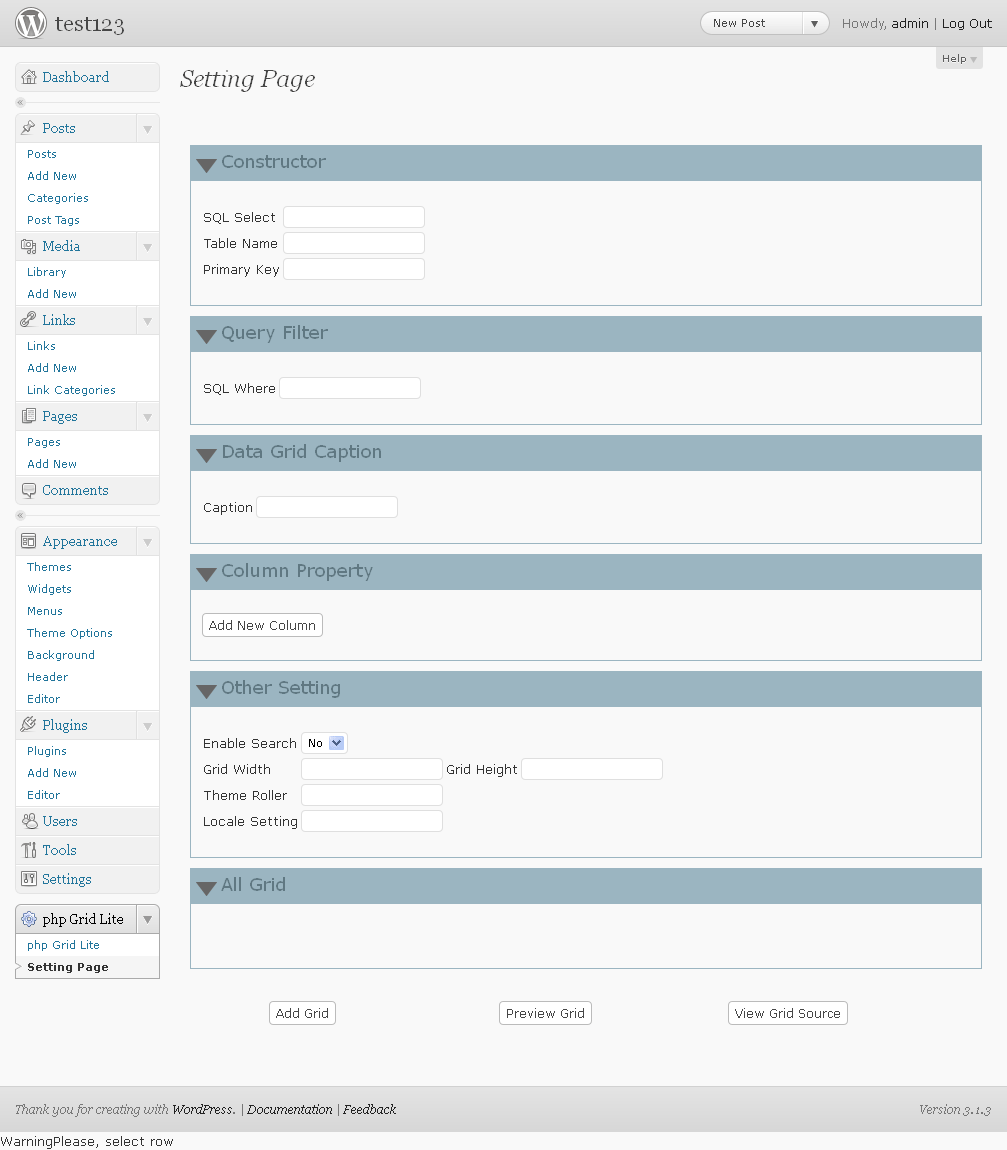 test123
New Post
Howdy, admin | Log Out
Help
Dashboard
Setting Page
Posts
Posts
Add New
Categories
Post Tags
Media
Library
Add New
Links
Links
Add New
Link Categories
Pages
Pages
Add New
Comments
Appearance
Themes
Widgets
Menus
Theme Options
Background
Header
Editor
Plugins
Plugins
Add New
Editor
Users
Tools
Settings
php Grid Lite
php Grid Lite
Setting Page
Constructor
SQL Select
Table Name
Primary Key
Query Filter
SQL Where
Data Grid Caption
Caption
Column Property
Add New Column
Other Setting
Enable Search No
Grid Width Grid Height
Theme Roller
Locale Setting
All Grid
Add Grid Preview Grid View Grid Source
Thank you for creating with WordPress. | Documentation | Feedback
Version 3.1.3
WarningPlease, select row